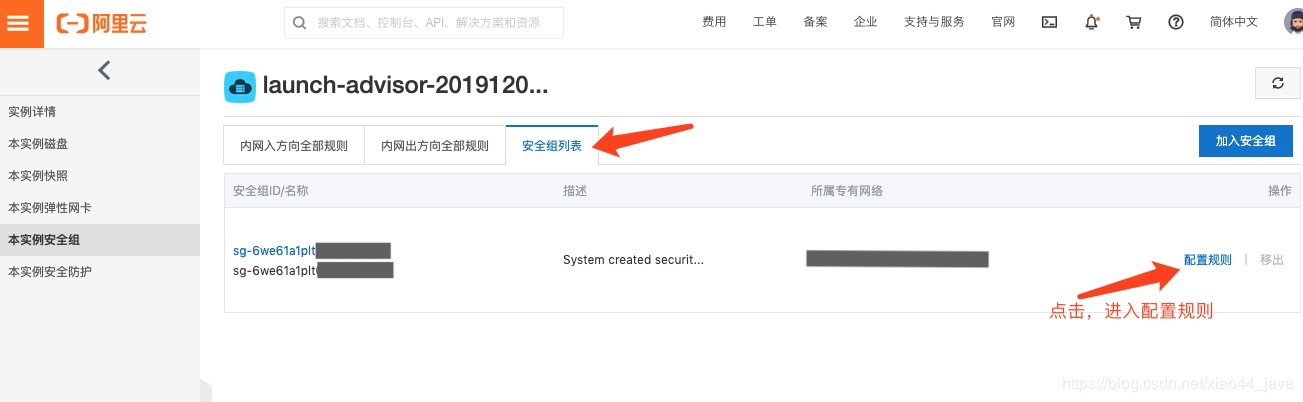 阿里云
搜索文档、控制台、API、解决方案和资源
费用
工单
备案
企业
支持与服务
官网
简体中文
launch-advisor-2019120...
实例详情
本实例磁盘
本实例快照
本实例弹性网卡
本实例安全组
本实例安全防护
内网入方向全部规则
内网出方向全部规则
安全组列表
加入安全组
安全组ID/名称
描述
所属专有网络
操作
sg-6we61a1plt
sg-6we61a1plt
System created securit...
配置规则
移出
点击，进入配置规则
https://blog.csdn.net/xiao44_java